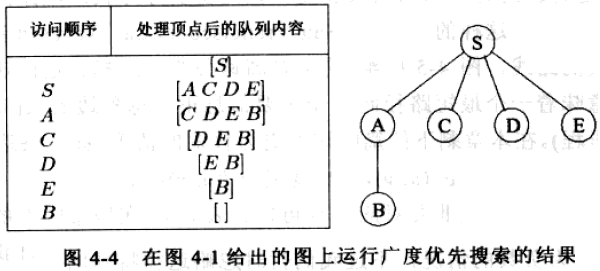 访问顺序 处理顶点后的队列内容
[S]
S [A C D E]
A [C D E B]
C [D E B]
D [E B]
E [B]
B [ ]
S
A C D E
B
图 4-4 在图 4-1 给出的图上运行广度优先搜索的结果